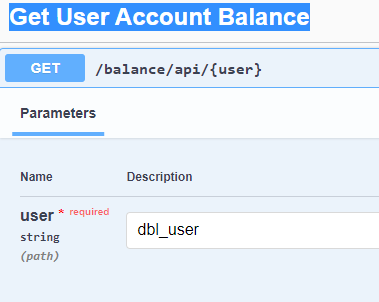 Get User Account Balance
GET /balance/api/{user}
Parameters
Name Description
user * required
string
(path)
dbl_user